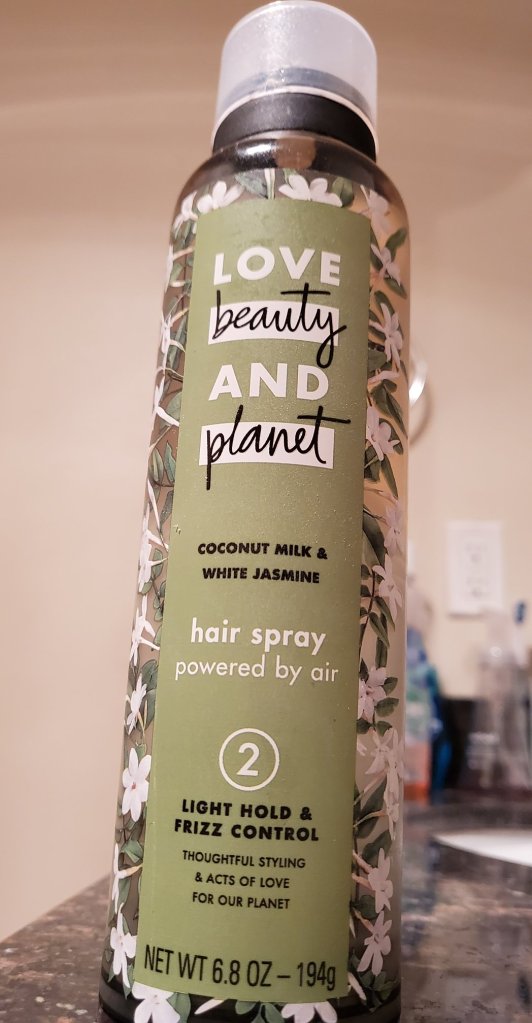 LOVE
beauty
AND
planet
COCONUT MILK &
WHITE JASMINE
hair spray
powered by air
2
LIGHT HOLD &
FRIZZ CONTROL
THOUGHTFUL STYLING
& ACTS OF LOVE
FOR OUR PLANET
NET WT 6.8 OZ – 194g